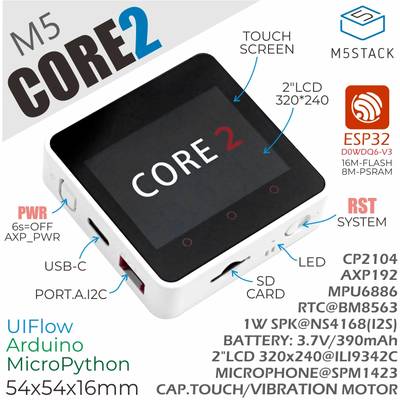 M5
CORE2
TOUCH
SCREEN
M5STACK
2"LCD
320*240
ESP32
D0WDQ6-V3
16M-FLASH
8M-PSRAM
CORE 2
PWR
6s=OFF
AXP_PWR
RST
SYSTEM
USB-C
LED
PORT.A.I2C
SD
CARD
CP2104
AXP192
MPU6886
RTC@BM8563
1W SPK@NS4168(I2S)
BATTERY: 3.7V/390mAh
2"LCD 320x240@ILI9342C
MICROPHONE@SPM1423
CAP.TOUCH/VIBRATION MOTOR
UIFlow
Arduino
MicroPython
54x54x16mm